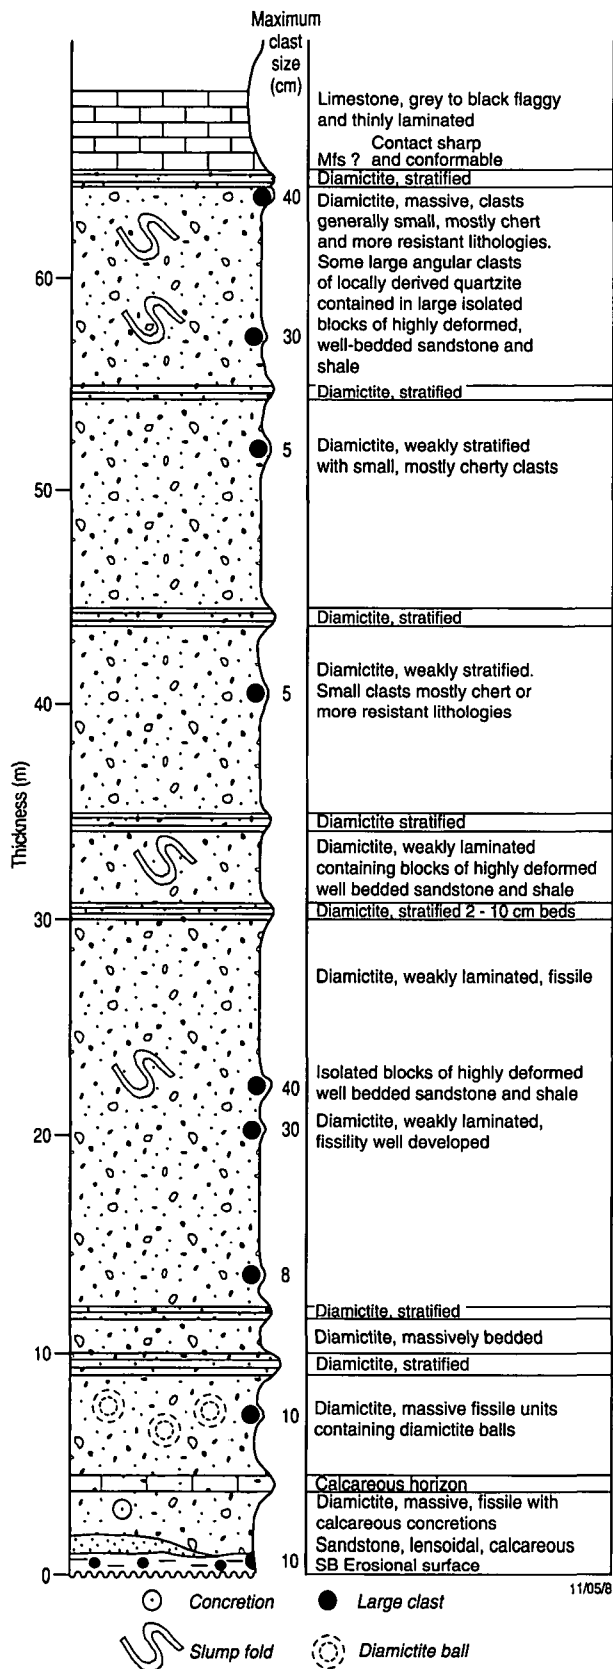 Maximum
clast
size
(cm)
Limestone, grey to black flaggy
and thinly laminated
Contact sharp
Mfs ? and conformable
Diamictite, stratified
40
Diamictite, massive, clasts
generally small, mostly chert
and more resistant lithologies.
Some large angular clasts
of locally derived quartzite
contained in large isolated
blocks of highly deformed,
well-bedded sandstone and
shale
60
30
Diamictite, stratified
5
Diamictite, weakly stratified
with small, mostly cherty clasts
50
Diamictite, stratified
Diamictite, weakly stratified.
Small clasts mostly chert or
more resistant lithologies
5
40
Thickness (m)
Diamictite stratified
Diamictite, weakly laminated
containing blocks of highly deformed
well bedded sandstone and shale
30
Diamictite, stratified 2 - 10 cm beds
Diamictite, weakly laminated, fissile
40
Isolated blocks of highly deformed
well bedded sandstone and shale
20
30
Diamictite, weakly laminated,
fissility well developed
8
Diamictite, stratified
Diamictite, massively bedded
10
Diamictite, stratified
10
Diamictite, massive fissile units
containing diamictite balls
Calcareous horizon
Diamictite, massive, fissile with
calcareous concretions
Sandstone, lensoidal, calcareous
10
SB Erosional surface
0
11/05/8
Concretion
Large clast
Slump fold
Diamictite ball